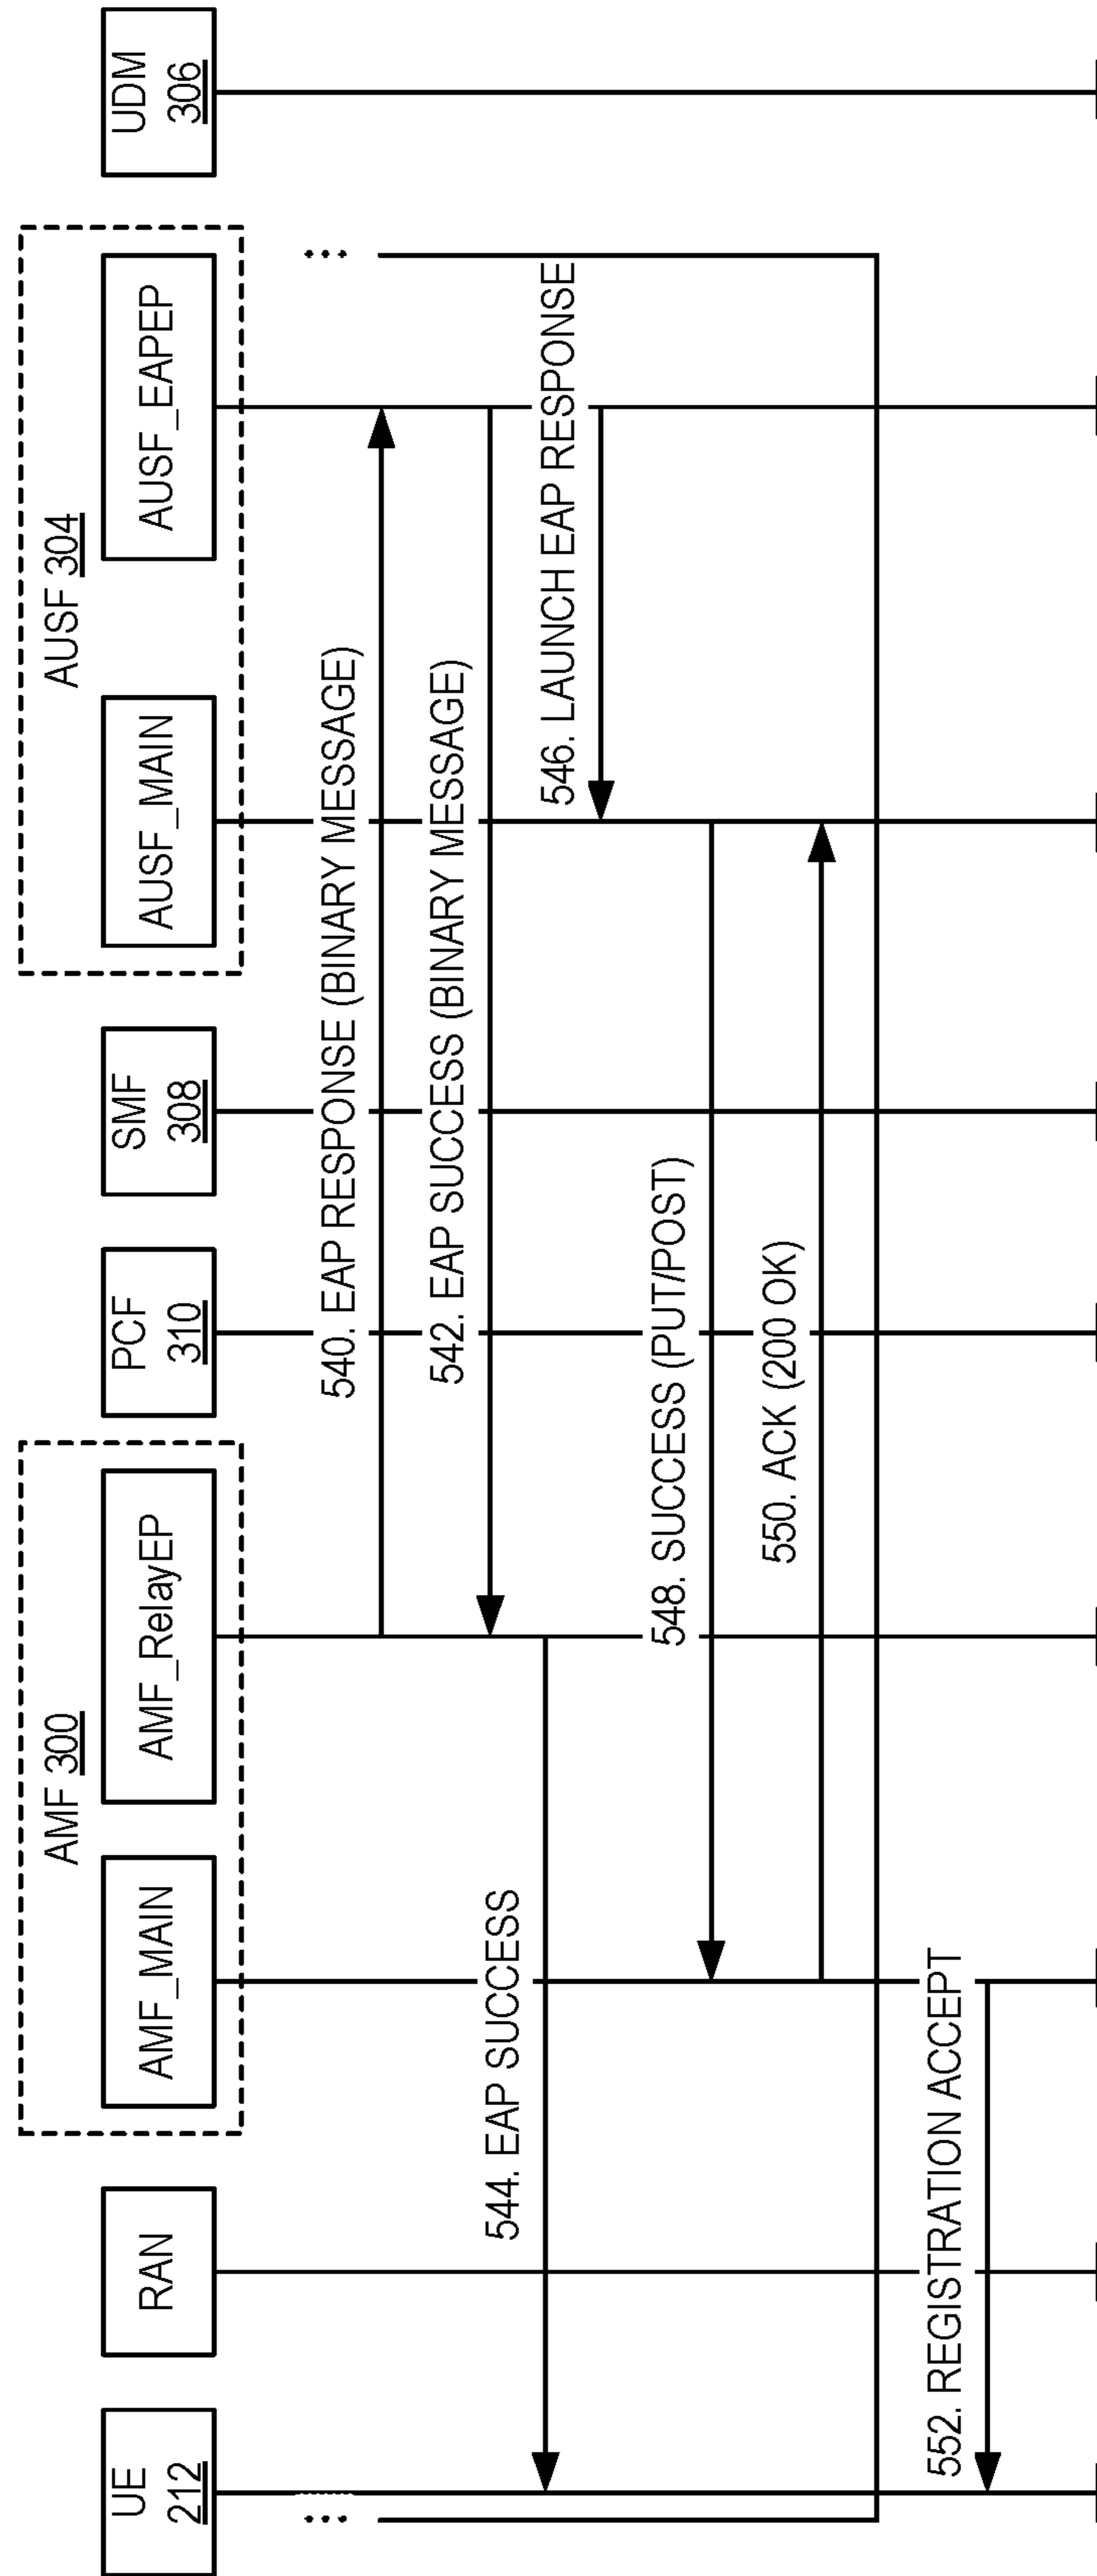 UE
212
RAN
AMF 300
AMF_MAIN
AMF_RelayEP
PCF
310
SMF
308
AUSF 304
AUSF_MAIN
AUSF_EAPEP
UDM
306
540. EAP RESPONSE (BINARY MESSAGE)
542. EAP SUCCESS (BINARY MESSAGE)
544. EAP SUCCESS
546. LAUNCH EAP RESPONSE
548. SUCCESS (PUT/POST)
550. ACK (200 OK)
552. REGISTRATION ACCEPT